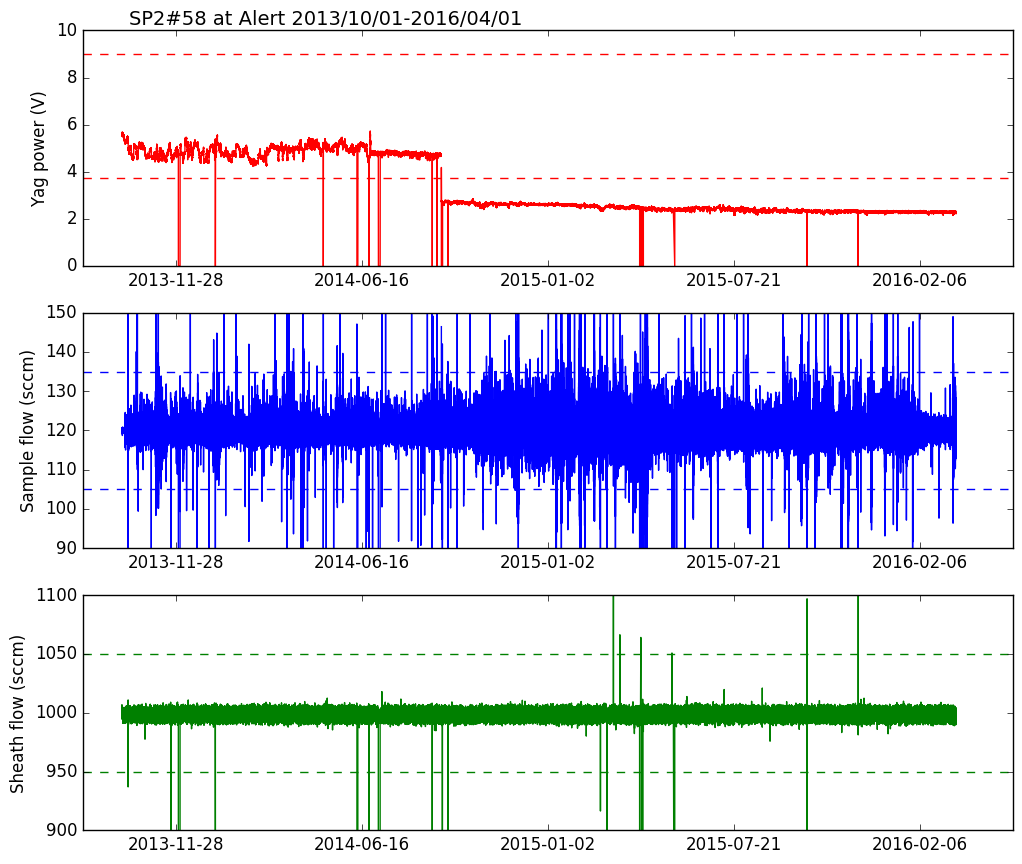 SP2#58 at Alert 2013/10/01-2016/04/01
Yag power (V)
10
8
6
4
2
0
2013-11-28 2014-06-16 2015-01-02 2015-07-21 2016-02-06
Sample flow (sccm)
150
140
130
120
110
100
90
2013-11-28 2014-06-16 2015-01-02 2015-07-21 2016-02-06
Sheath flow (sccm)
1100
1050
1000
950
900
2013-11-28 2014-06-16 2015-01-02 2015-07-21 2016-02-06